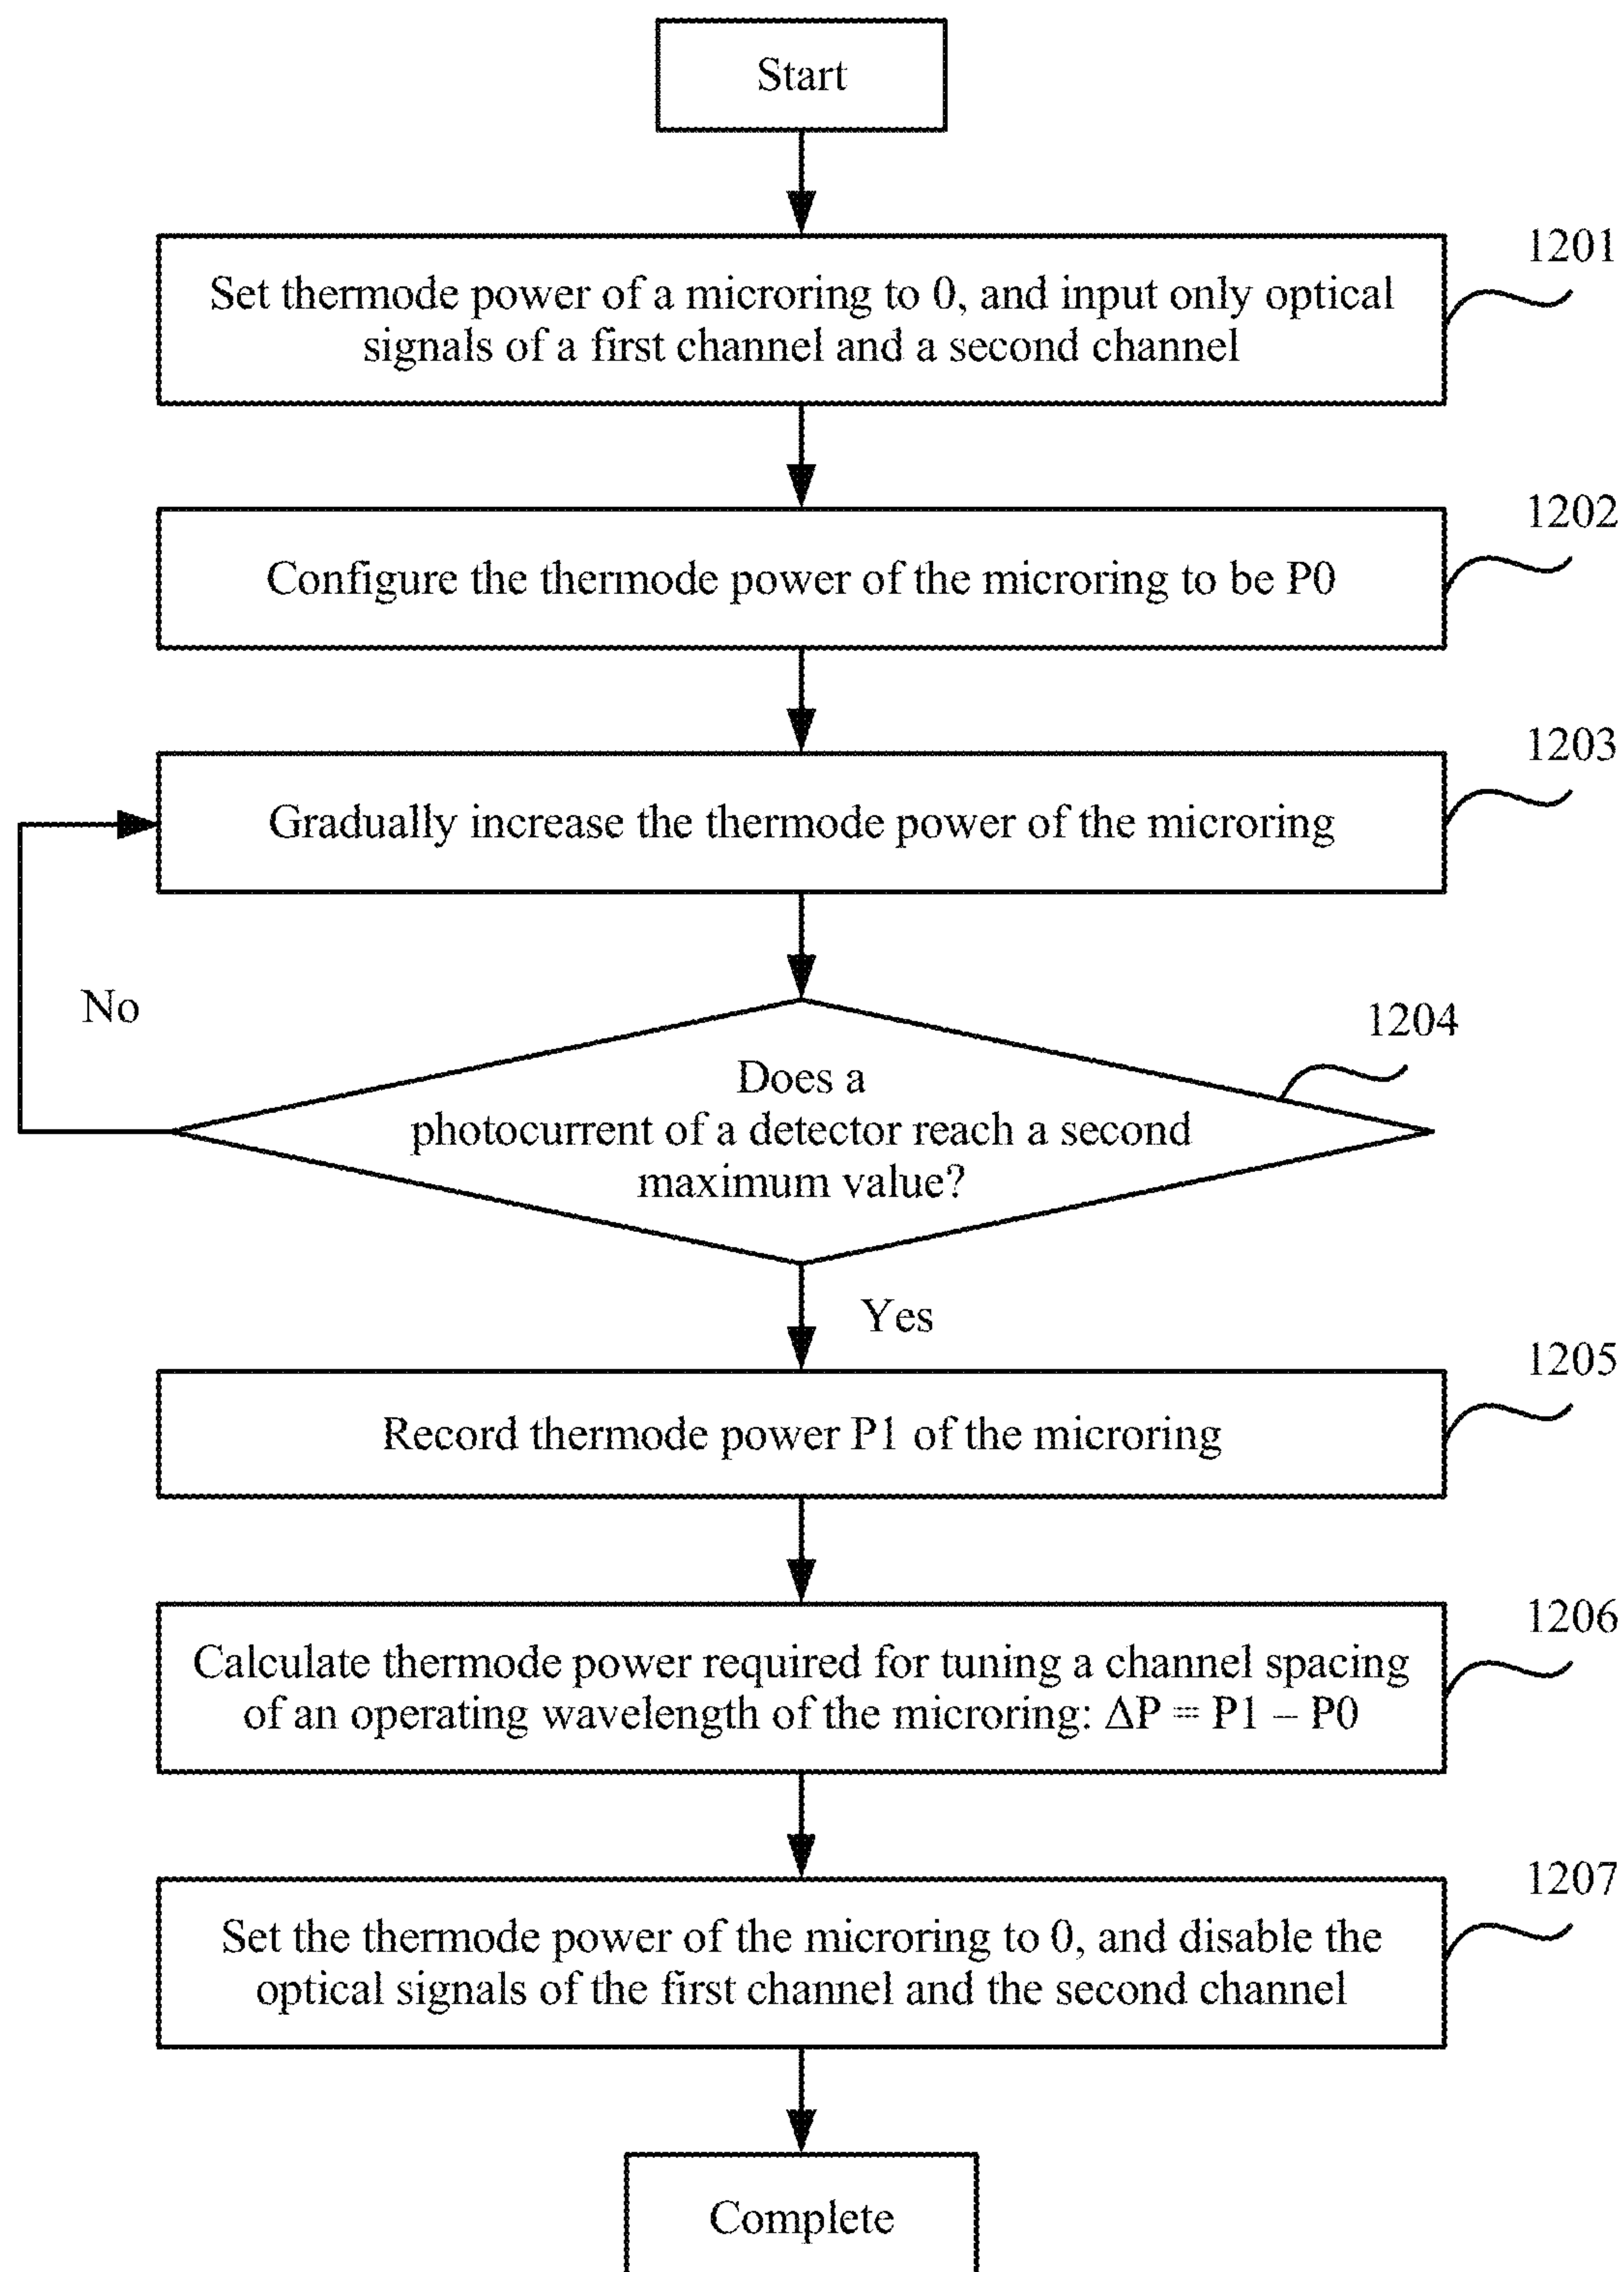 Start
1201
Set thermode power of a microring to 0, and input only optical
signals of a first channel and a second channel
1202
Configure the thermode power of the microring to be P0
1203
Gradually increase the thermode power of the microring
No
1204
Does a
photocurrent of a detector reach a second
maximum value?
Yes
1205
Record thermode power P1 of the microring
1206
Calculate thermode power required for tuning a channel spacing
of an operating wavelength of the microring: ΔP = P1 – P0
1207
Set the thermode power of the microring to 0, and disable the
optical signals of the first channel and the second channel
Complete